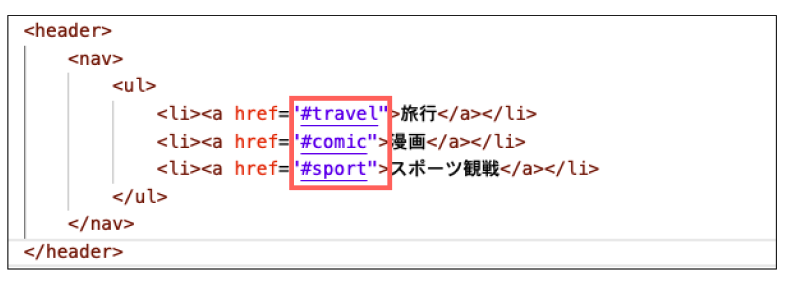 <header>
<nav>
<ul>
<li><a href="#travel">旅行</a></li>
<li><a href="#comic">漫画</a></li>
<li><a href="#sport">スポーツ観戦</a></li>
</ul>
</nav>
</header>